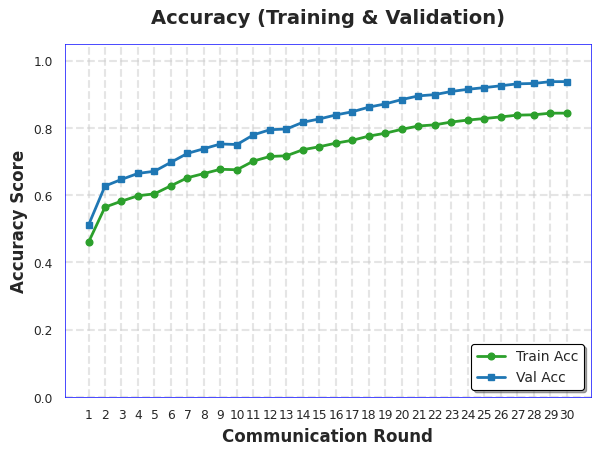 Accuracy (Training & Validation)
Accuracy Score
1.0
0.8
0.6
0.4
0.2
0.0
Train Acc
Val Acc
1 2 3 4 5 6 7 8 9 10 11 12 13 14 15 16 17 18 19 20 21 22 23 24 25 26 27 28 29 30
Communication Round